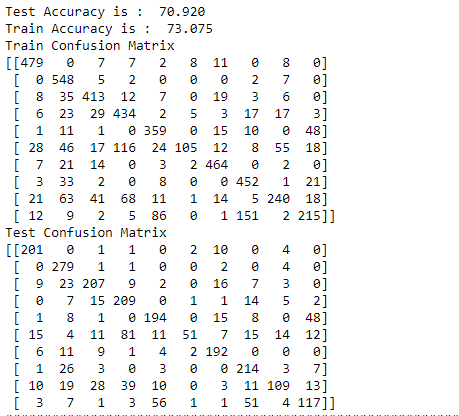 Test Accuracy is :  70.920
Train Accuracy is :  73.075
Train Confusion Matrix
[[479   0   7   7   2   8  11   0   8   0]
 [  0 548   5   2   0   0   0   2   7   0]
 [  8  35 413  12   7   0  19   3   6   0]
 [  6  23  29 434   2   5   3  17  17   3]
 [  1  11   1   0 359   0  15  10   0  48]
 [ 28  46  17 116  24 105  12   8  55  18]
 [  7  21  14   0   3   2 464   0   2   0]
 [  3  33   2   0   8   0   0 452   1  21]
 [ 21  63  41  68  11   1  14   5 240  18]
 [ 12   9   2   5  86   0   1 151   2 215]]
Test Confusion Matrix
[[201   0   1   1   0   2  10   0   4   0]
 [  0 279   1   1   0   0   2   0   4   0]
 [  9  23 207   9   2   0  16   7   3   0]
 [  0   7  15 209   0   1   1  14   5   2]
 [  1   8   1   0 194   0  15   8   0  48]
 [ 15   4  11  81  11  51   7  15  14  12]
 [  6  11   9   1   4   2 192   0   0   0]
 [  1  26   3   0   3   0   0 214   3   7]
 [ 10  19  28  39  10   0   3  11 109  13]
 [  3   7   1   3  56   1   1  51   4 117]]